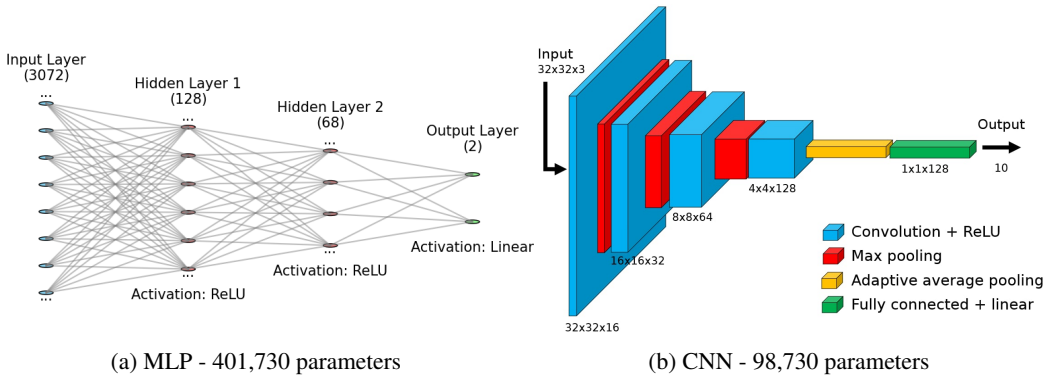 Input Layer
(3072)
...
Hidden Layer 1
(128)
...
Hidden Layer 2
(68)
...
Output Layer
(2)
Activation: Linear
...
Activation: ReLU
...
Activation: ReLU
...
(a) MLP - 401,730 parameters
Input
32x32x3
32x32x16
16x16x32
8x8x64
4x4x128
1x1x128
Output
10
Convolution + ReLU
Max pooling
Adaptive average pooling
Fully connected + linear
(b) CNN - 98,730 parameters